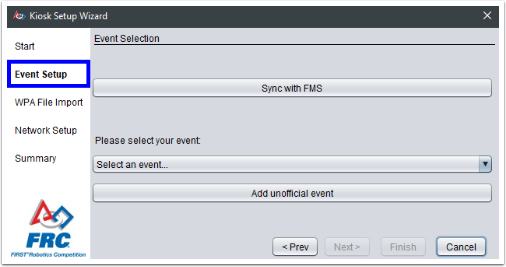 Kiosk Setup Wizard
Start
Event Setup
WPA File Import
Network Setup
Summary
Event Selection
Sync with FMS
Please select your event:
Select an event...
Add unofficial event
FRC
FIRST® Robotics Competition
< Prev
Next >
Finish
Cancel